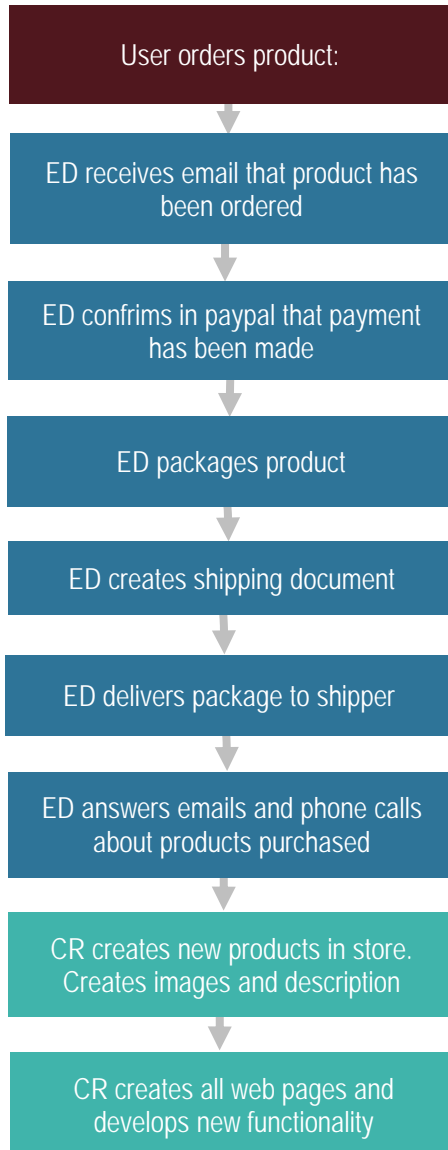 User orders product:
ED receives email that product has
been ordered
ED confrims in paypal that payment
has been made
ED packages product
ED creates shipping document
ED delivers package to shipper
ED answers emails and phone calls
about products purchased
CR creates new products in store.
Creates images and description
CR creates all web pages and
develops new functionality